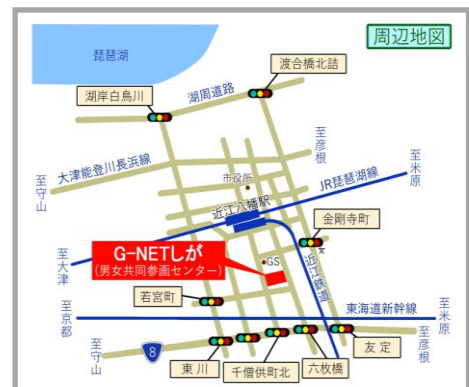 周辺地図
琵琶湖
渡合橋北詰
湖岸白鳥川
湖周道路
大津能登川長浜線
至守山
至彦根
至米原
市役所
JR琵琶湖線
近江八幡駅
金剛寺町
G-NETしが
(男女共同参画センター)
GS
文
近江鉄道
至大津
若宮町
東海道新幹線
至京都
至米原
友定
至彦根
至守山
8
東川
千僧供町北
六枚橋